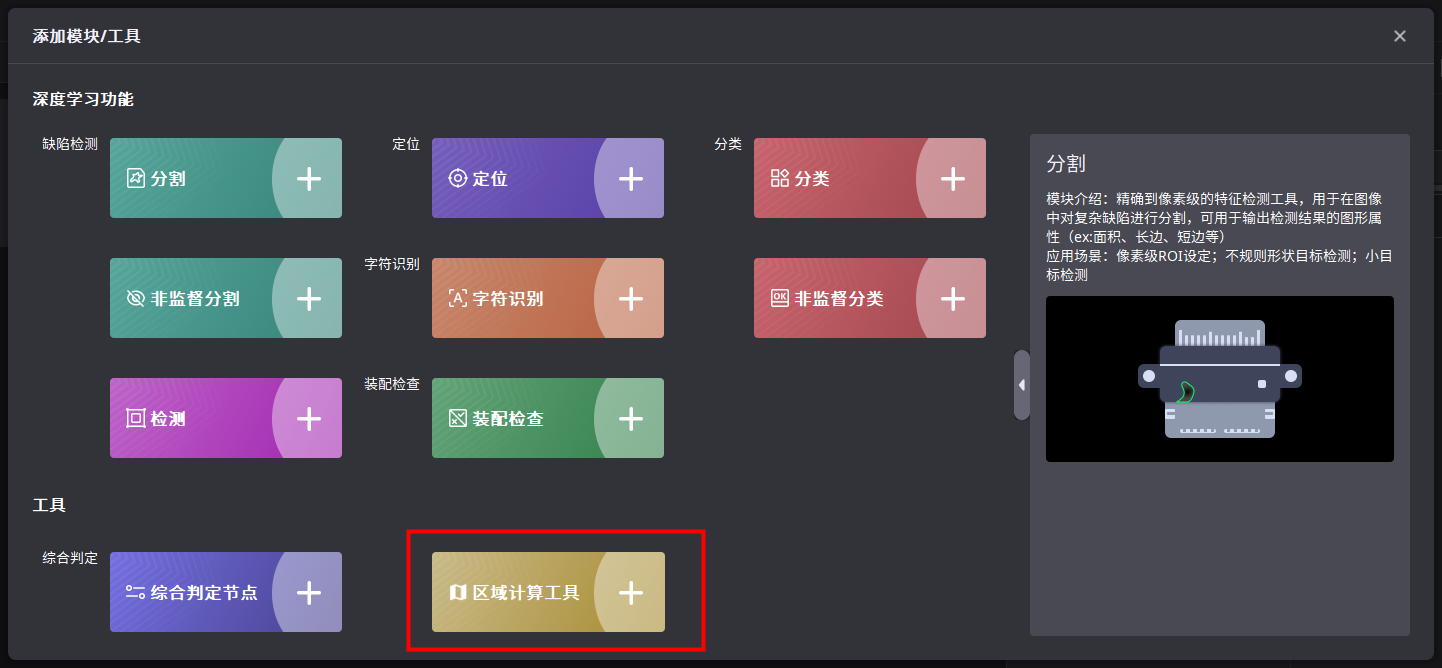 添加模块/工具
深度学习功能
缺陷检测
分割
定位
定位
分类
分类
非监督分割
字符识别
A
字符识别
OK
非监督分类
检测
装配检查
装配检查
工具
综合判定
综合判定节点
区域计算工具
分割
模块介绍：精确到像素级的特征检测工具，用于在图像
中对复杂缺陷进行分割，可用于输出检测结果的图形属
性（ex:面积、长边、短边等）
应用场景：像素级ROI设定；不规则形状目标检测；小目
标检测